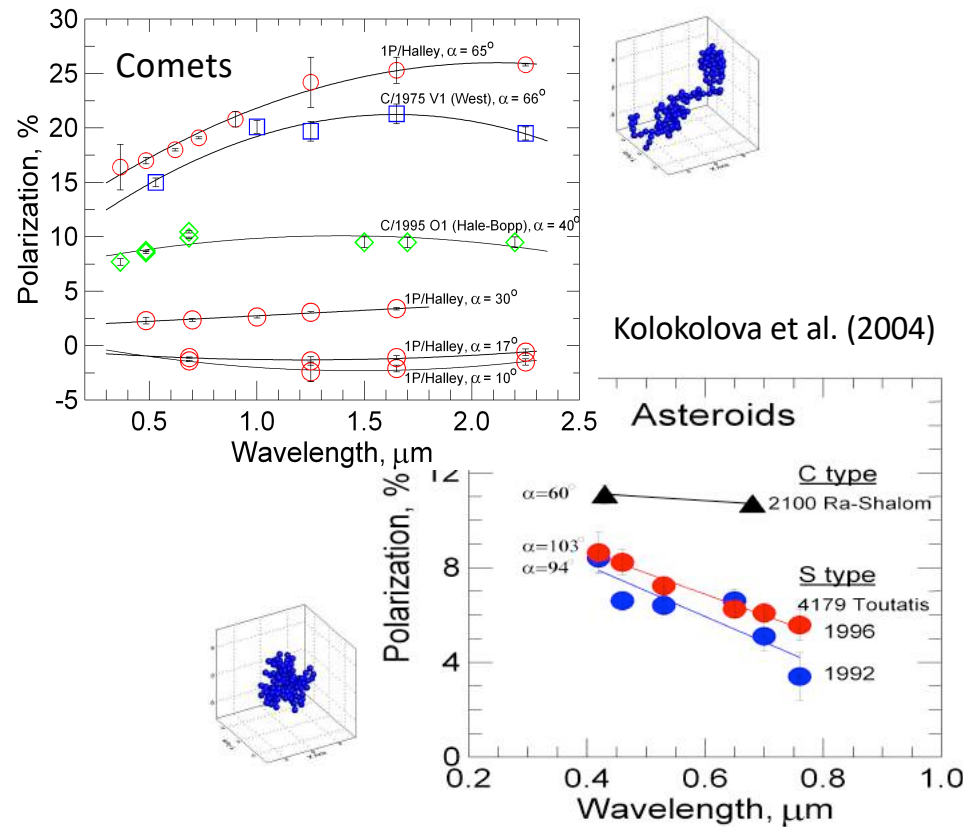 30
25
20
15
10
5
0
-5
Polarization, %
Comets
1P/Halley, α = 65°
C/1975 V1 (West), α = 66°
C/1995 O1 (Hale-Bopp), α = 40°
1P/Halley, α = 30°
1P/Halley, α = 17°
1P/Halley, α = 10°
0.5 1.0 1.5 2.0 2.5
Wavelength, μm
Kolokolova et al. (2004)
Asteroids
12
8
4
0
Polarization, %
α=60°
α=103°
α=94°
C type
2100 Ra-Shalom
S type
4179 Toutatis
1996
1992
0.2 0.4 0.6 0.8 1.0
Wavelength, μm